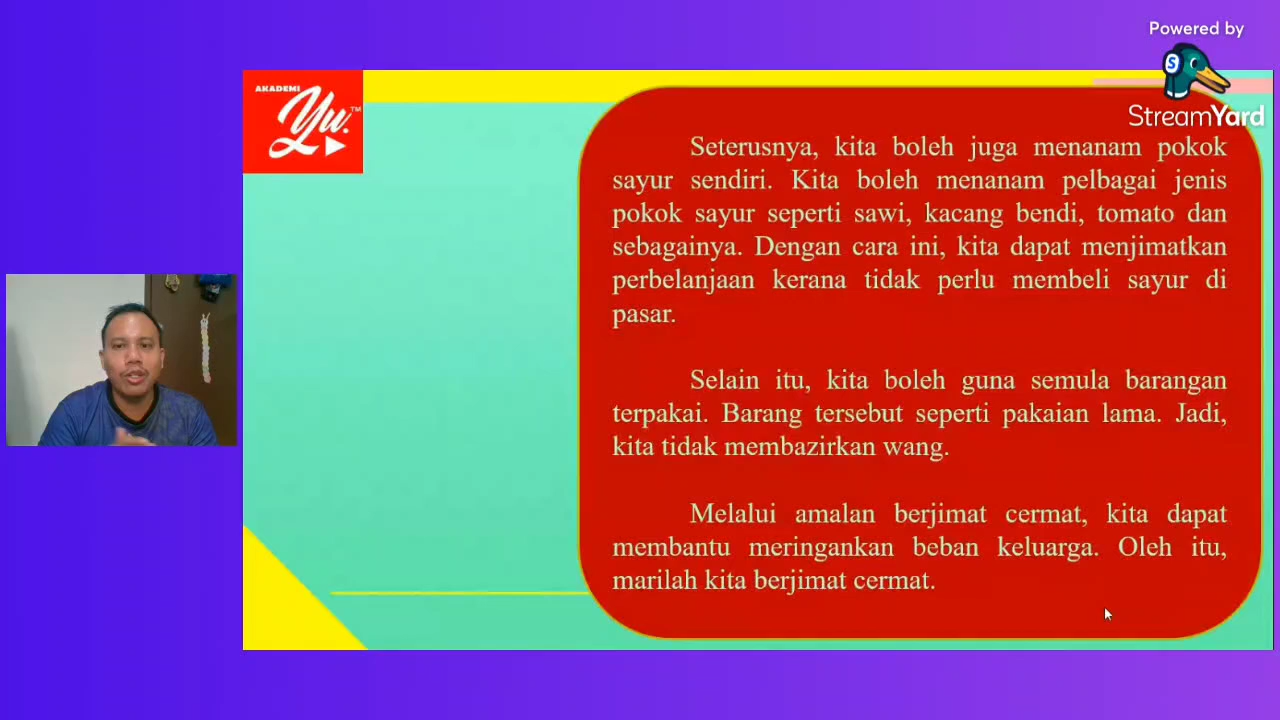 Powered by
StreamYard
AKADEMI
Yu.
TM
Seterusnya, kita boleh juga menanam pokok
sayur sendiri. Kita boleh menanam pelbagai jenis
pokok sayur seperti sawi, kacang bendi, tomato dan
sebagainya. Dengan cara ini, kita dapat menjimatkan
perbelanjaan kerana tidak perlu membeli sayur di
pasar.
Selain itu, kita boleh guna semula barangan
terpakai. Barang tersebut seperti pakaian lama. Jadi,
kita tidak membazirkan wang.
Melalui amalan berjimat cermat, kita dapat
membantu meringankan beban keluarga. Oleh itu,
marilah kita berjimat cermat.